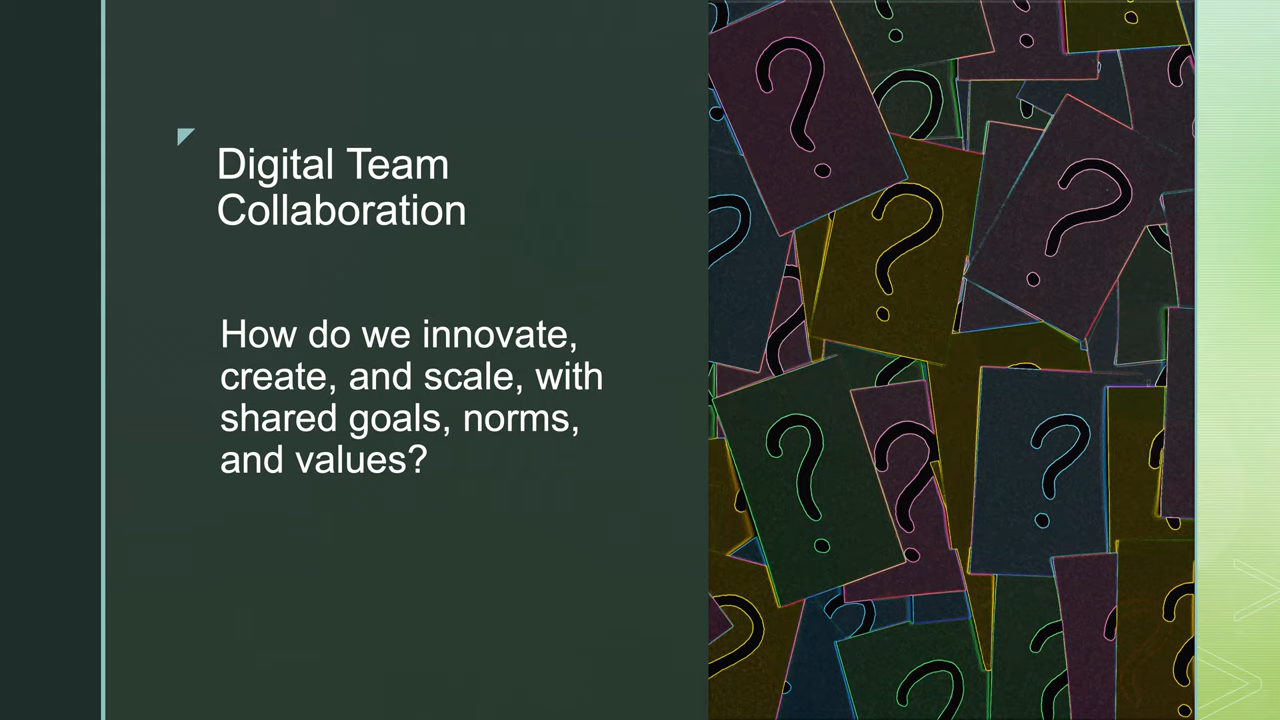 Digital Team
Collaboration
How do we innovate,
create, and scale, with
shared goals, norms,
and values?